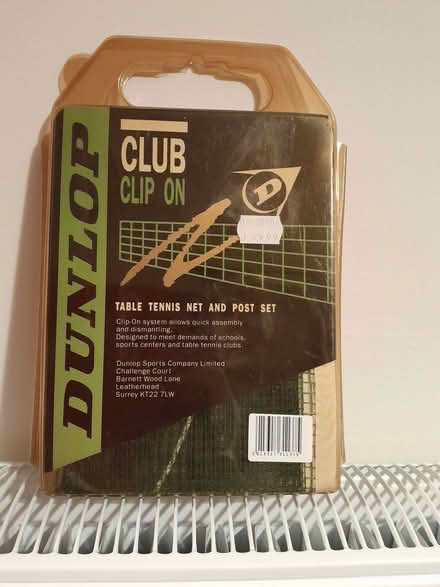 DUNLOP
CLUB
CLIP ON
D
TABLE TENNIS NET AND POST SET
Clip-On system allows quick assembly
and dismantling.
Designed to meet demands of schools,
sports centers and table tennis clubs.
Dunlop Sports Company Limited
Challenge Court
Barnett Wood Lane
Leatherhead
Surrey KT22 7LW